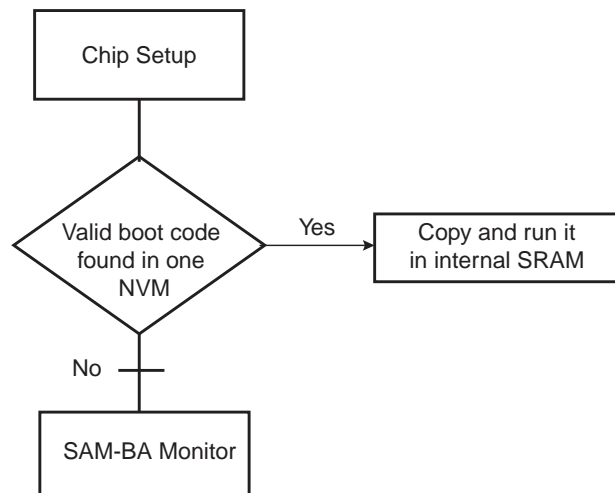 Chip Setup
Valid boot code
found in one
NVM
Yes
Copy and run it
in internal SRAM
No
SAM-BA Monitor